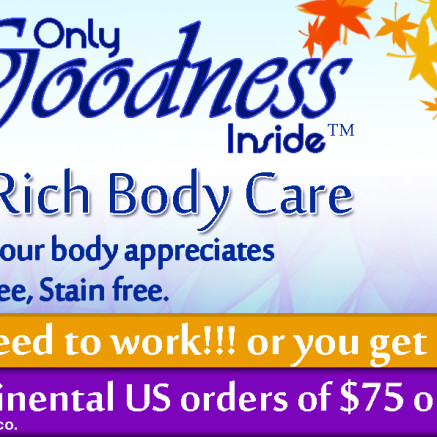 Only
Goodness
Inside™
Rich Body Care
our body appreciates
ee, Stain free.
eed to work!!! or you get
inental US orders of $75 o
co.